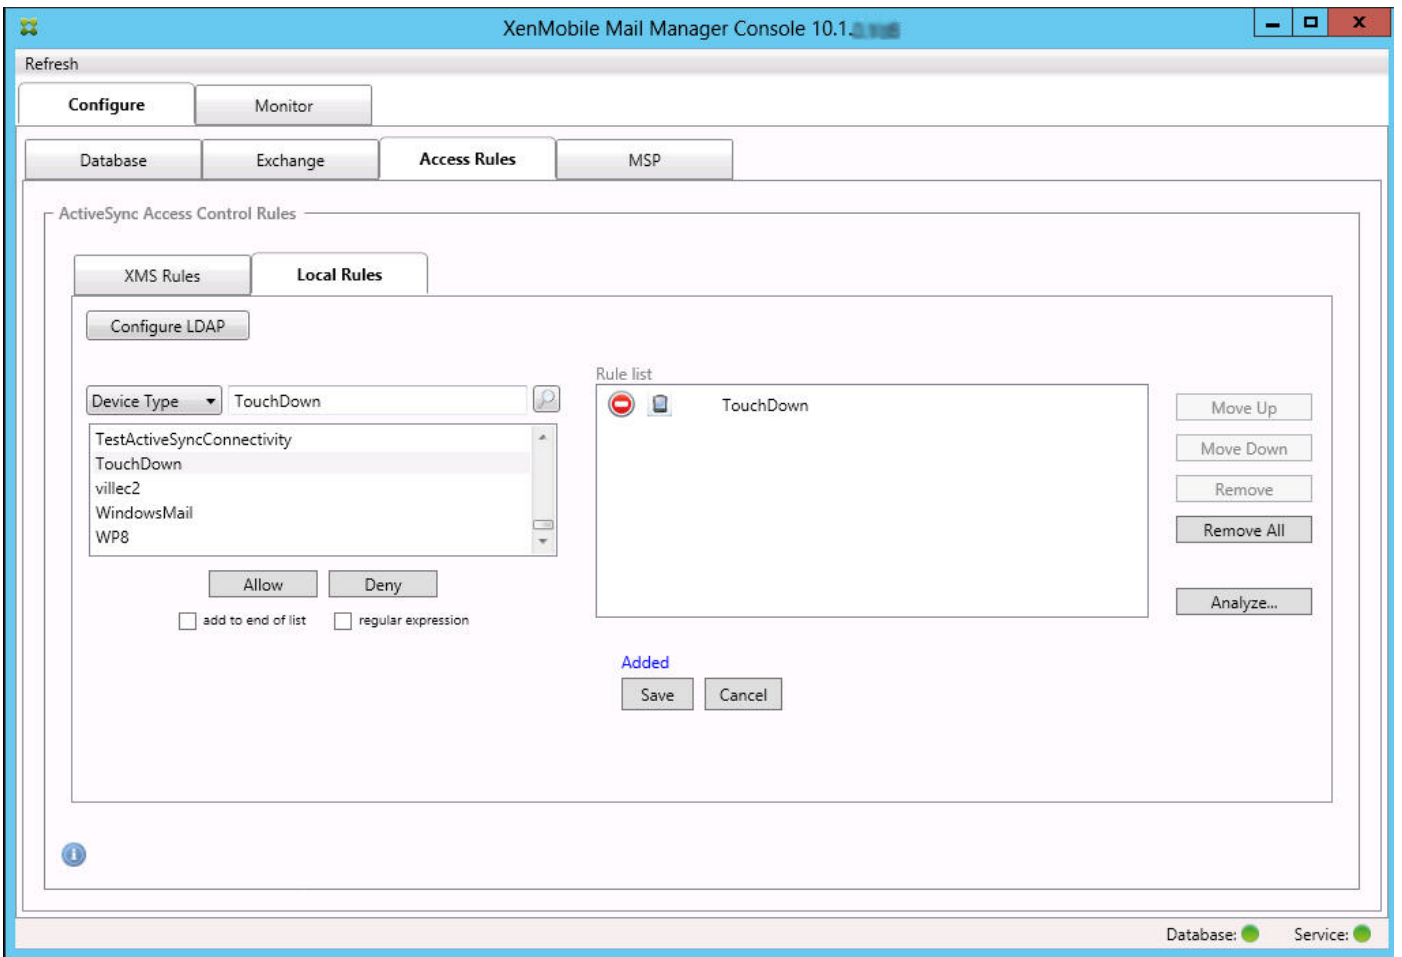 XenMobile Mail Manager Console 10.1.
Refresh
Configure
Monitor
Database
Exchange
Access Rules
MSP
ActiveSync Access Control Rules
XMS Rules
Local Rules
Configure LDAP
Rule list
Device Type
TouchDown
TouchDown
Move Up
TestActiveSyncConnectivity
TouchDown
villec2
WindowsMail
WP8
Move Down
Remove
Remove All
Allow
Deny
Analyze...
add to end of list
regular expression
Added
Save
Cancel
Database:
Service: